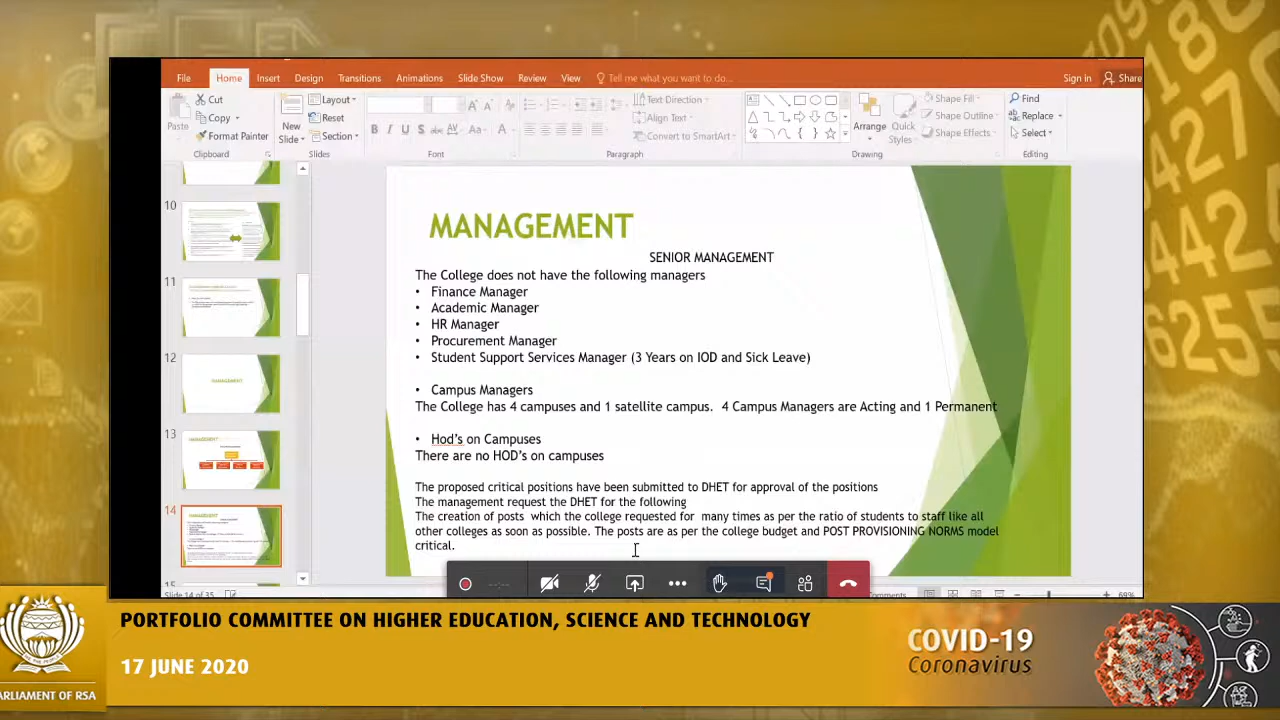 File Home Insert Design Transitions Animations Slide Show Review View Tell me what you want to do... Sign in Share
Paste
Cut
Copy
Format Painter
Clipboard
New Slide
Layout
Reset
Section
Slides
B I U S abc AV Aa A
Font
Text Direction
Align Text
Convert to SmartArt
Paragraph
Arrange
Quick Styles
Shape Fill
Shape Outline
Shape Effects
Drawing
Find
Replace
Select
Editing
10
11
12
MANAGEMENT
13
MANAGEMENT
14
MANAGEMENT
SENIOR MANAGEMENT
The College does not have the following managers
• Finance Manager
• Academic Manager
• HR Manager
• Procurement Manager
• Student Support Services Manager (3 Years on IOD and Sick Leave)
• Campus Managers
The College has 4 campuses and 1 satellite campus. 4 Campus Managers are Acting and 1 Permanent
• Hod's on Campuses
There are no HOD's on campuses
The proposed critical positions have been submitted to DHET for approval of the positions
The management request the DHET for the following
The creation of posts which the college requested for many times as per the ratio of students to staff like all
other colleges as soon as possible. The posts are as per the college budget and POST PROVISIONING NORMS model
critical.
Slide 14 of 35
69%
PORTFOLIO COMMITTEE ON HIGHER EDUCATION, SCIENCE AND TECHNOLOGY
17 JUNE 2020
COVID-19
Coronavirus
ARLIAMENT OF RSA